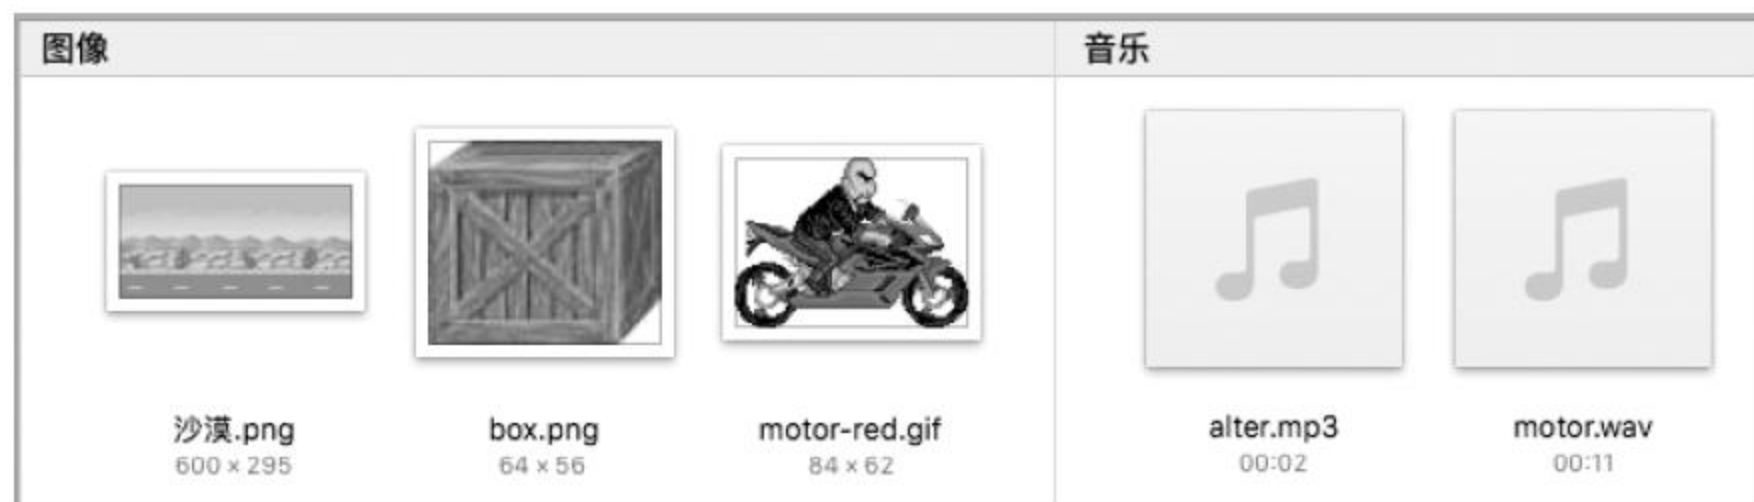 图像
音乐
沙漠.png
600 × 295
box.png
64 × 56
motor-red.gif
84 × 62
alter.mp3
00:02
motor.wav
00:11